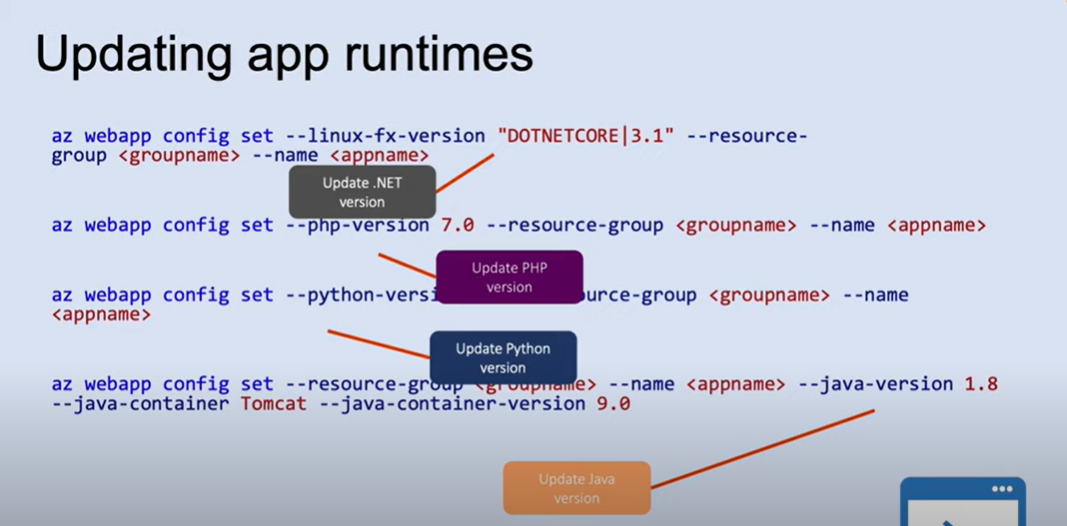 Updating app runtimes
az webapp config set --linux-fx-version "DOTNETCORE|3.1" --resource-
group <groupname> --name <appname>
Update .NET
version
az webapp config set --php-version 7.0 --resource-group <groupname> --name <appname>
Update PHP
version
az webapp config set --python-versi urce-group <groupname> --name
<appname>
Update Python
version
az webapp config set --resource-group <groupname> --name <appname> --java-version 1.8
--java-container Tomcat --java-container-version 9.0
Update Java
version